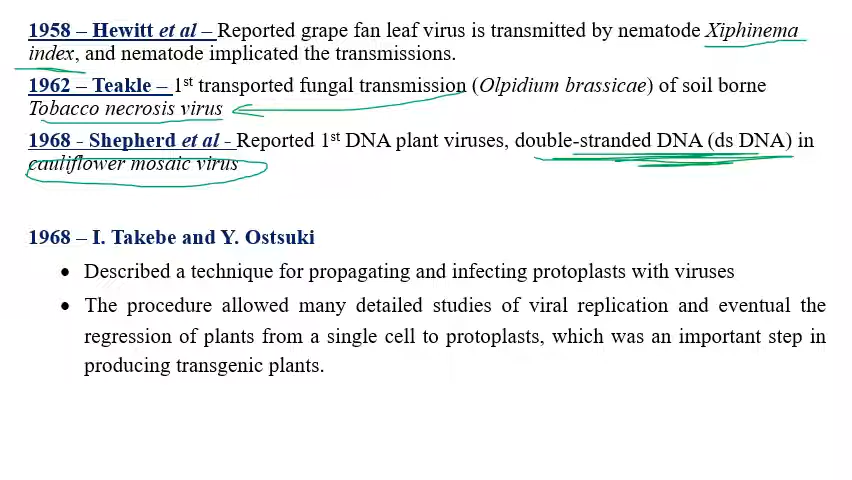 1958 – Hewitt et al – Reported grape fan leaf virus is transmitted by nematode Xiphinema
index, and nematode implicated the transmissions.
1962 – Teakle – 1st transported fungal transmission (Olpidium brassicae) of soil borne
Tobacco necrosis virus
1968 - Shepherd et al - Reported 1st DNA plant viruses, double-stranded DNA (ds DNA) in
cauliflower mosaic virus
1968 – I. Takebe and Y. Ostsuki
• Described a technique for propagating and infecting protoplasts with viruses
• The procedure allowed many detailed studies of viral replication and eventual the
regression of plants from a single cell to protoplasts, which was an important step in
producing transgenic plants.